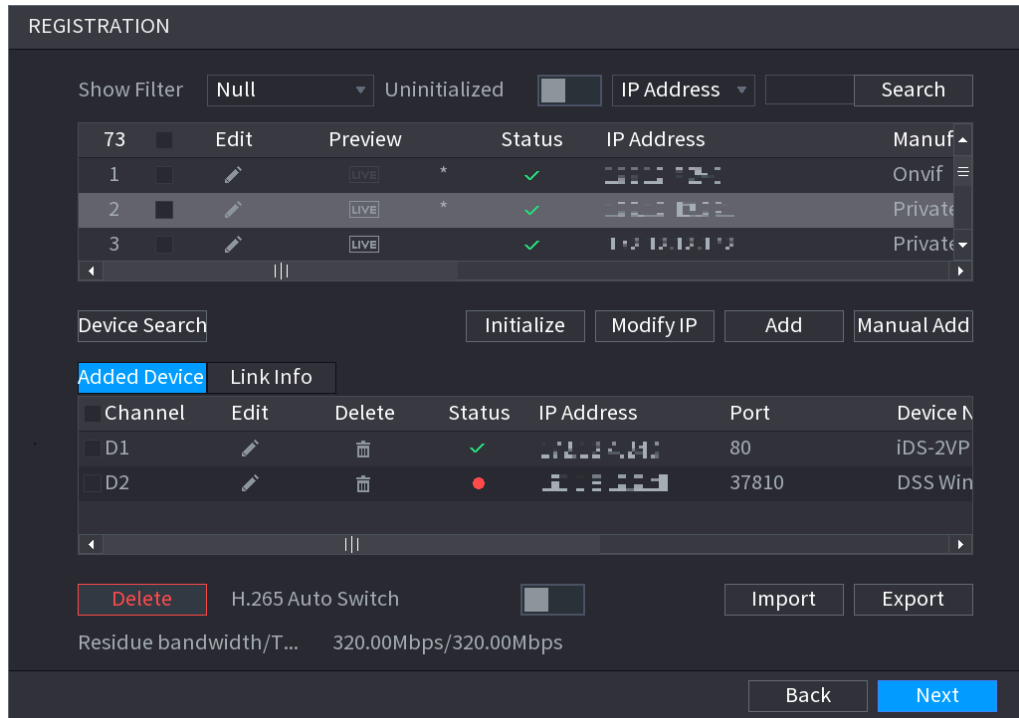 REGISTRATION
Show Filter Null Uninitialized IP Address Search
73 Edit Preview Status IP Address Manuf
1 LIVE * Onvif
2 LIVE * Private
3 LIVE Private
Device Search Initialize Modify IP Add Manual Add
Added Device Link Info
Channel Edit Delete Status IP Address Port Device N
D1 80 iDS-2VP
D2 37810 DSS Win
Delete H.265 Auto Switch Import Export
Residue bandwidth/T... 320.00Mbps/320.00Mbps
Back Next